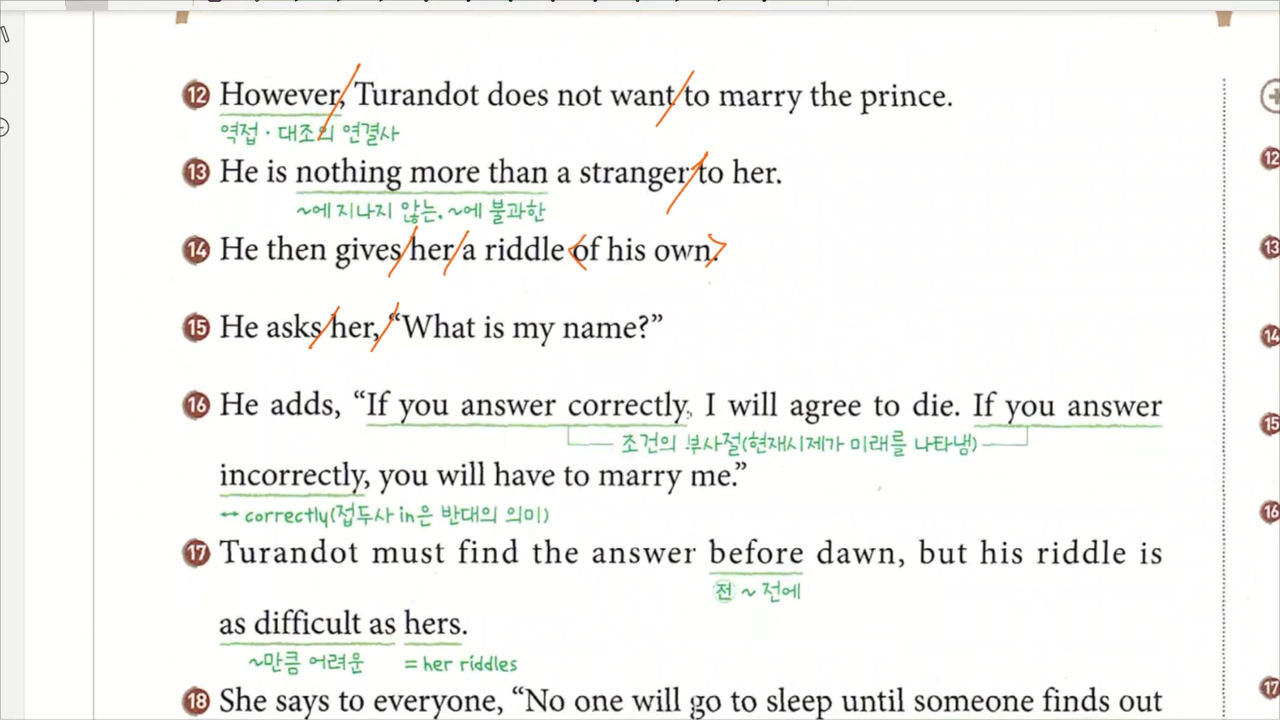 ⑫ However, Turandot does not want to marry the prince.
역접 · 대조의 연결사
⑬ He is nothing more than a stranger to her.
~에 지나지 않는, ~에 불과한
⑭ He then gives her a riddle of his own.
⑮ He asks her, “What is my name?”
⑯ He adds, “If you answer correctly, I will agree to die. If you answer
조건의 부사절(현재시제가 미래를 나타냄)
incorrectly, you will have to marry me.”
↔ correctly(접두사 in은 반대의 의미)
⑰ Turandot must find the answer before dawn, but his riddle is
전 ~ 전에
as difficult as hers.
~만큼 어려운 = her riddles
⑱ She says to everyone, “No one will go to sleep until someone finds out
12
13
14
15
16
17